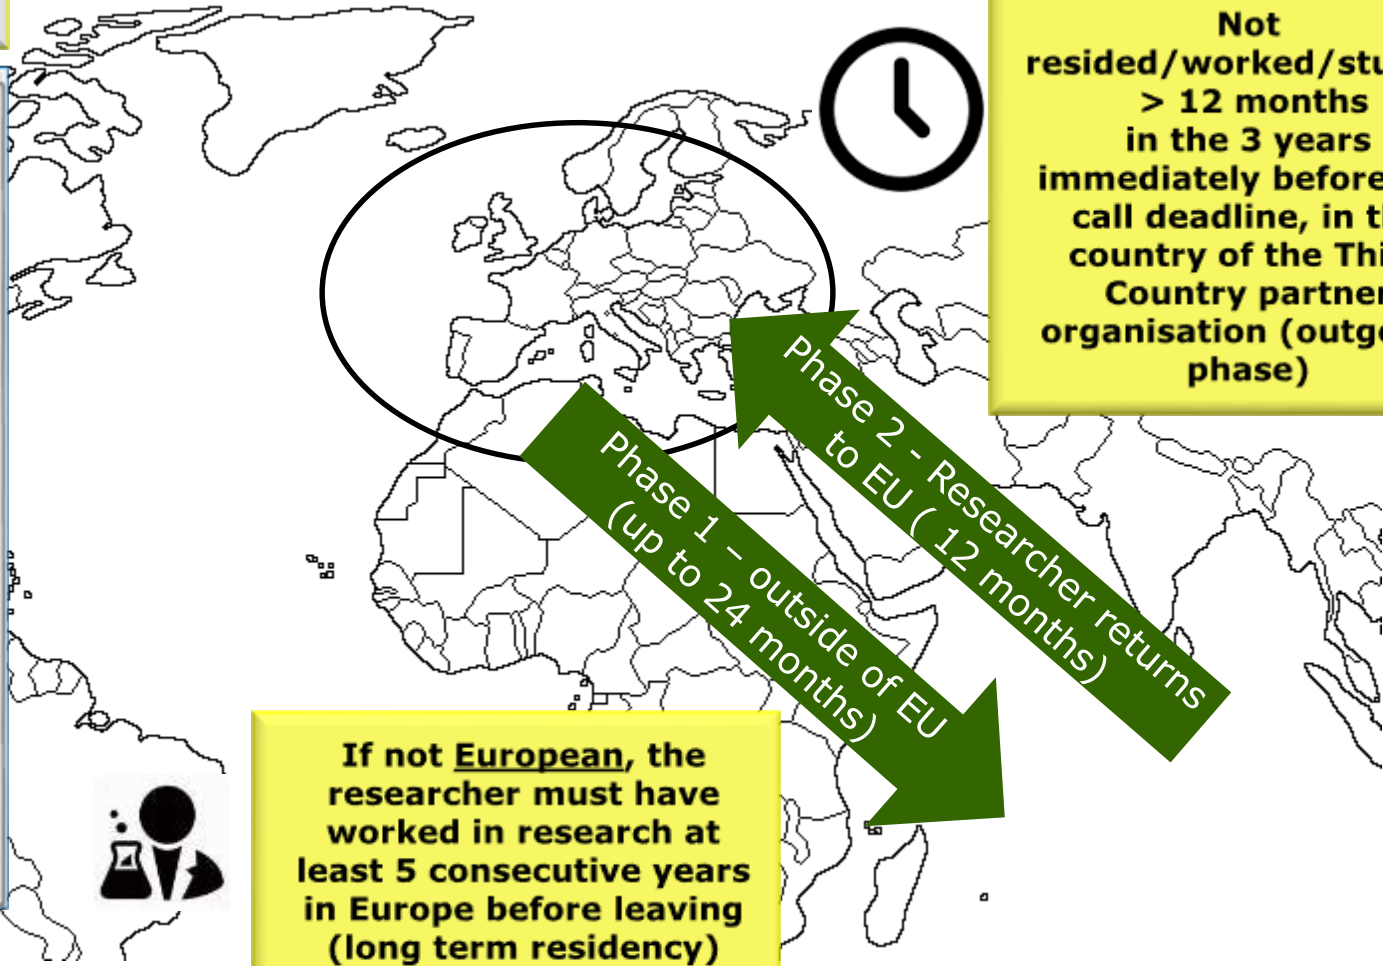 Not
resided/worked/stu
> 12 months
in the 3 years
immediately before
call deadline, in t
country of the Thi
Country partner
organisation (outg
phase)
Phase 2 - Researcher returns
to EU ( 12 months)
Phase 1 – outside of EU
(up to 24 months)
If not European, the
researcher must have
worked in research at
least 5 consecutive years
in Europe before leaving
(long term residency)